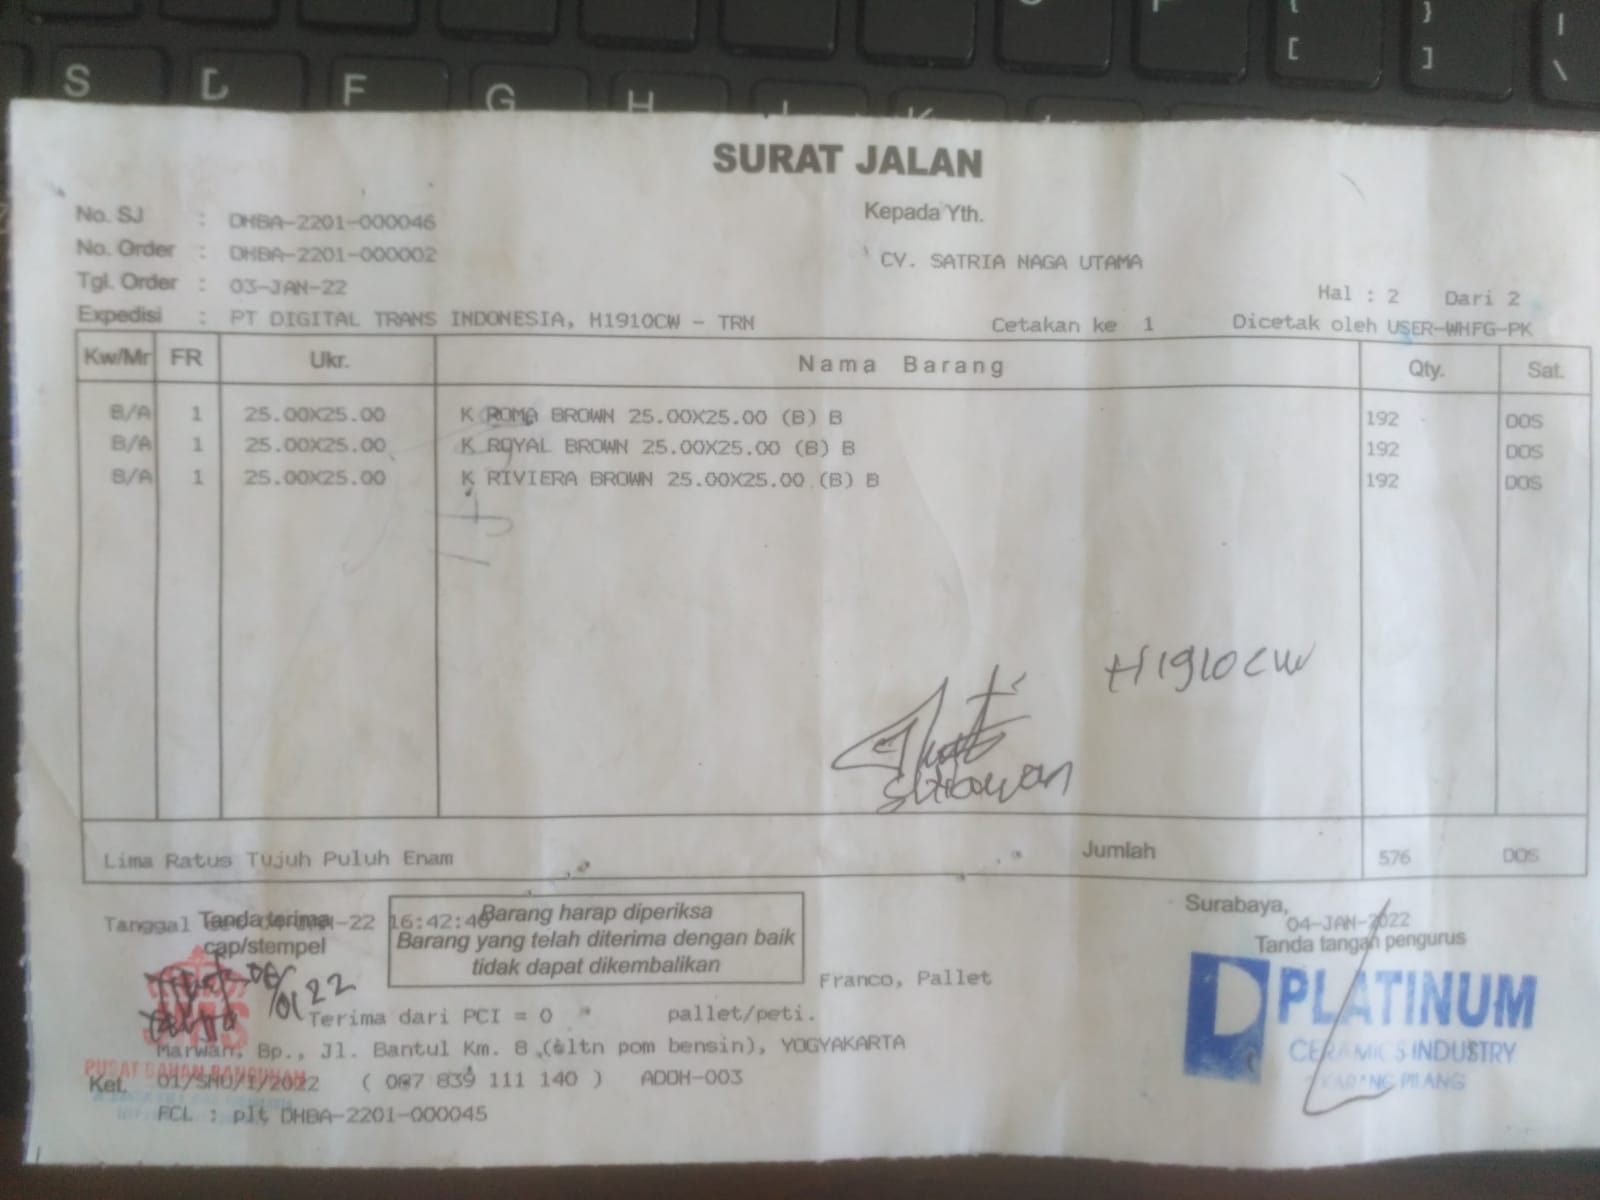 S D F G H J K
SURAT JALAN
No. SJ : DHBA-2201-000046
No. Order : DHBA-2201-000002
Tgl. Order : 03-JAN-22
Expedisi : PT DIGITAL TRANS INDONESIA, H1910CW - TRN
Kepada Yth.
CV. SATRIA NAGA UTAMA
Hal : 2 Dari 2
Cetakan ke 1 Dicetak oleh USER-WHFG-PK
Kw/Mr FR Ukr. Nama Barang Qty. Sat.
B/A 1 25.00X25.00 K ROMA BROWN 25.00X25.00 (B) B 192 DOS
B/A 1 25.00X25.00 K ROYAL BROWN 25.00X25.00 (B) B 192 DOS
B/A 1 25.00X25.00 K RIVIERA BROWN 25.00X25.00 (B) B 192 DOS
H1910CW
Lima Ratus Tujuh Puluh Enam Jumlah 576 DOS
Tanggal
-22 16:42:46
Tanda terima
cap/stempel
Barang harap diperiksa
Barang yang telah diterima dengan baik
tidak dapat dikembalikan
Surabaya,
04-JAN-2022
Tanda tangan pengurus
Franco, Pallet
PLATINUM
CERAMICS INDUSTRY
KARANG PILANG
Terima dari PCI = 0 pallet/peti.
Marwan, Bp., Jl. Bantul Km. 8 (sltn pom bensin), YOGYAKARTA
PUSAT BAHAN BANGUNAN
Ket. 01/SNU/I/2022 ( 087 839 111 140 ) ADDH-003
FCL : plt DHBA-2201-000045